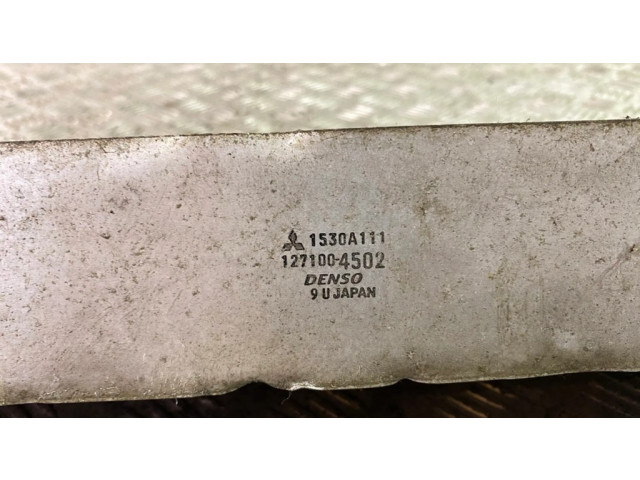 1530A111
127100-4502
DENSO
9 U JAPAN